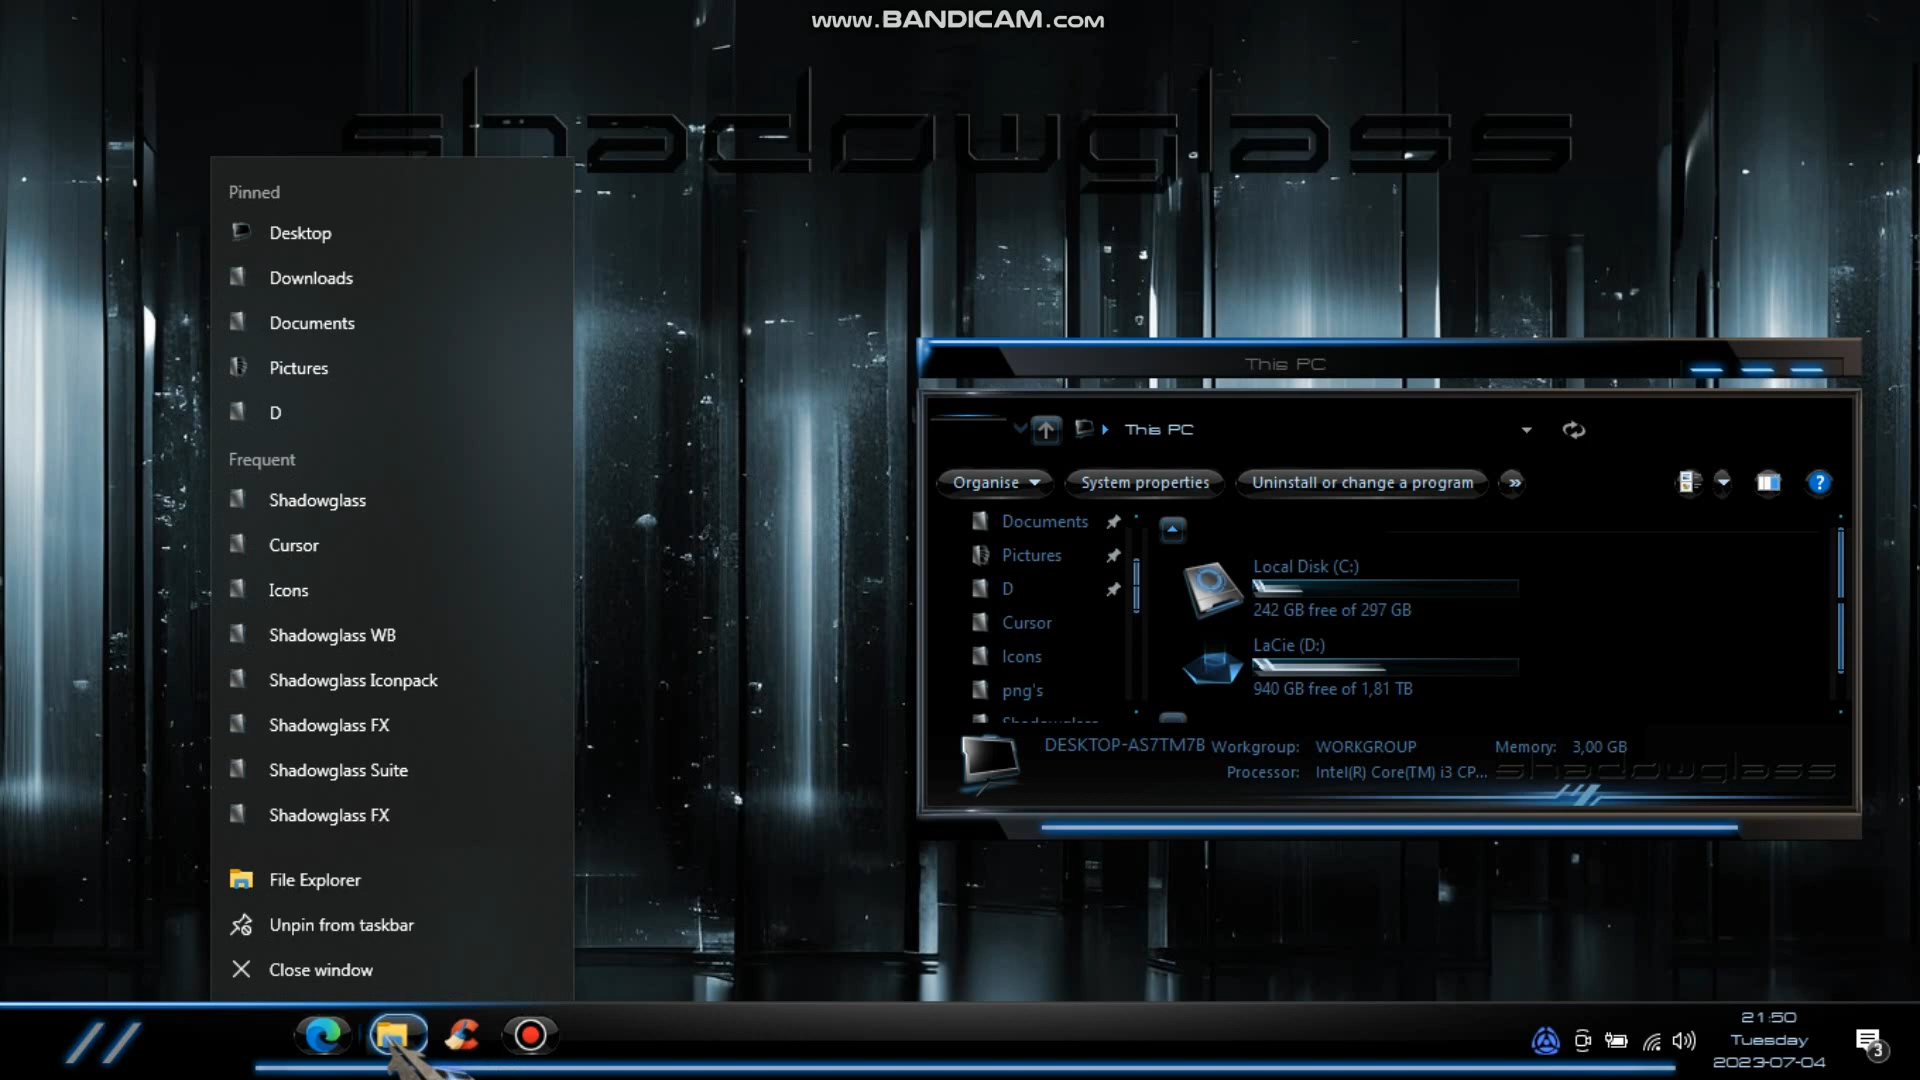 www.BANDICAM.com
shadowglass
Pinned
Desktop
Downloads
Documents
Pictures
D
Frequent
Shadowglass
Cursor
Icons
Shadowglass WB
Shadowglass Iconpack
Shadowglass FX
Shadowglass Suite
Shadowglass FX
File Explorer
Unpin from taskbar
Close window
This PC
This PC
Organise
System properties
Uninstall or change a program
»
?
Documents
Pictures
D
Cursor
Icons
png's
Shadowglass
Local Disk (C:)
242 GB free of 297 GB
LaCie (D:)
940 GB free of 1,81 TB
DESKTOP-AS7TM7B Workgroup: WORKGROUP Memory: 3,00 GB
Processor: Intel(R) Core(TM) i3 CP...
shadowglass
21:50
Tuesday
2023-07-04
3